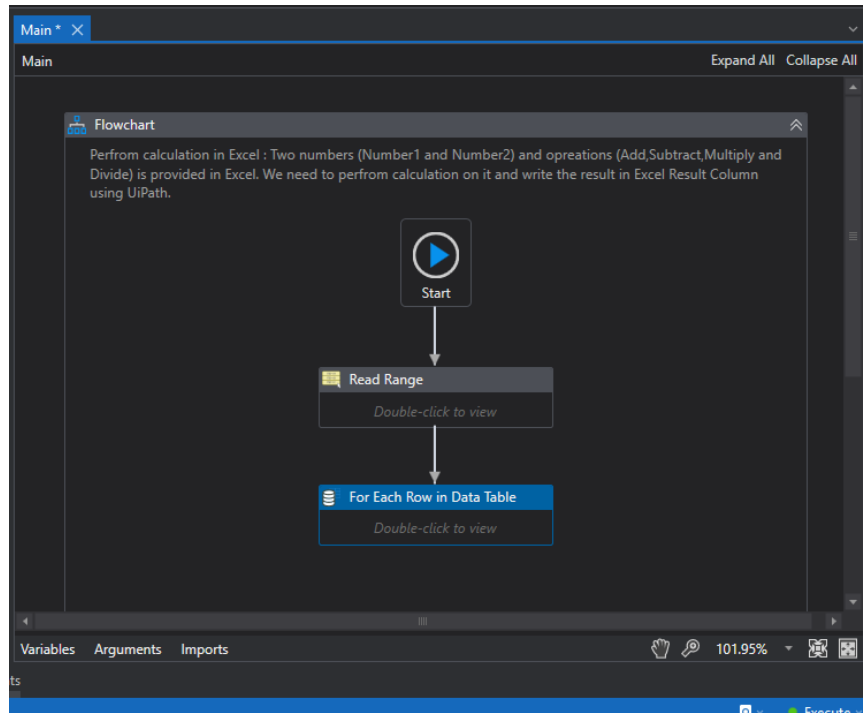 Main *
Main
Expand All Collapse All
Flowchart
Perfrom calculation in Excel : Two numbers (Number1 and Number2) and opreations (Add,Subtract,Multiply and
Divide) is provided in Excel. We need to perfrom calculation on it and write the result in Excel Result Column
using UiPath.
Start
Read Range
Double-click to view
For Each Row in Data Table
Double-click to view
Variables Arguments Imports
101.95%
ts
Execute